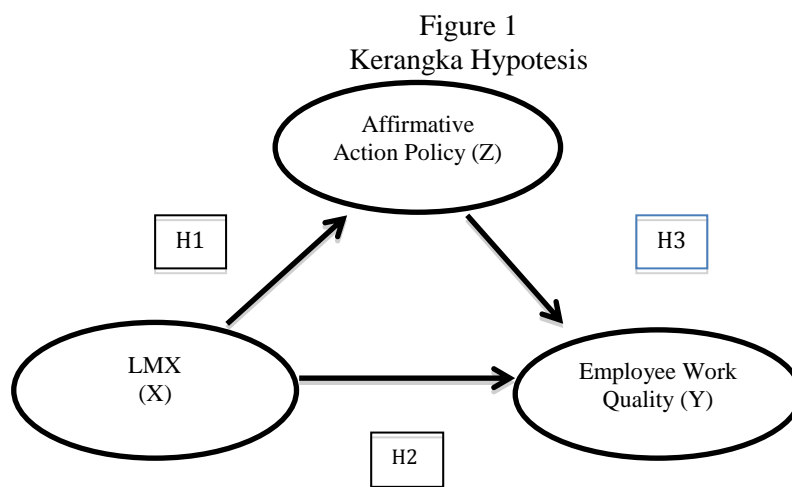 Figure 1
Kerangka Hypotesis
Affirmative
Action Policy (Z)
H1
H3
LMX
(X)
Employee Work
Quality (Y)
H2